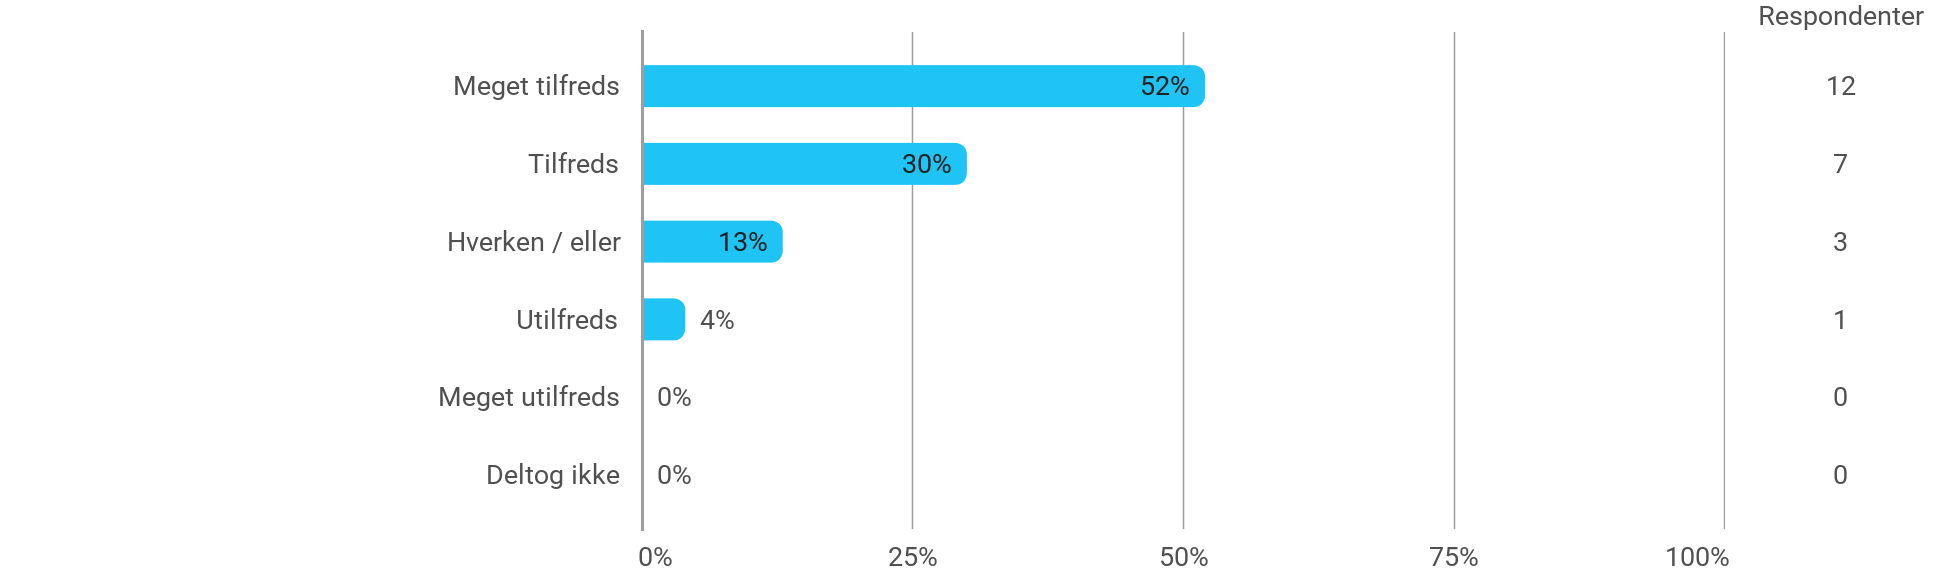 Respondenter
Meget tilfreds 52% 12
Tilfreds 30% 7
Hverken / eller 13% 3
Utilfreds 4% 1
Meget utilfreds 0% 0
Deltog ikke 0% 0
0% 25% 50% 75% 100%